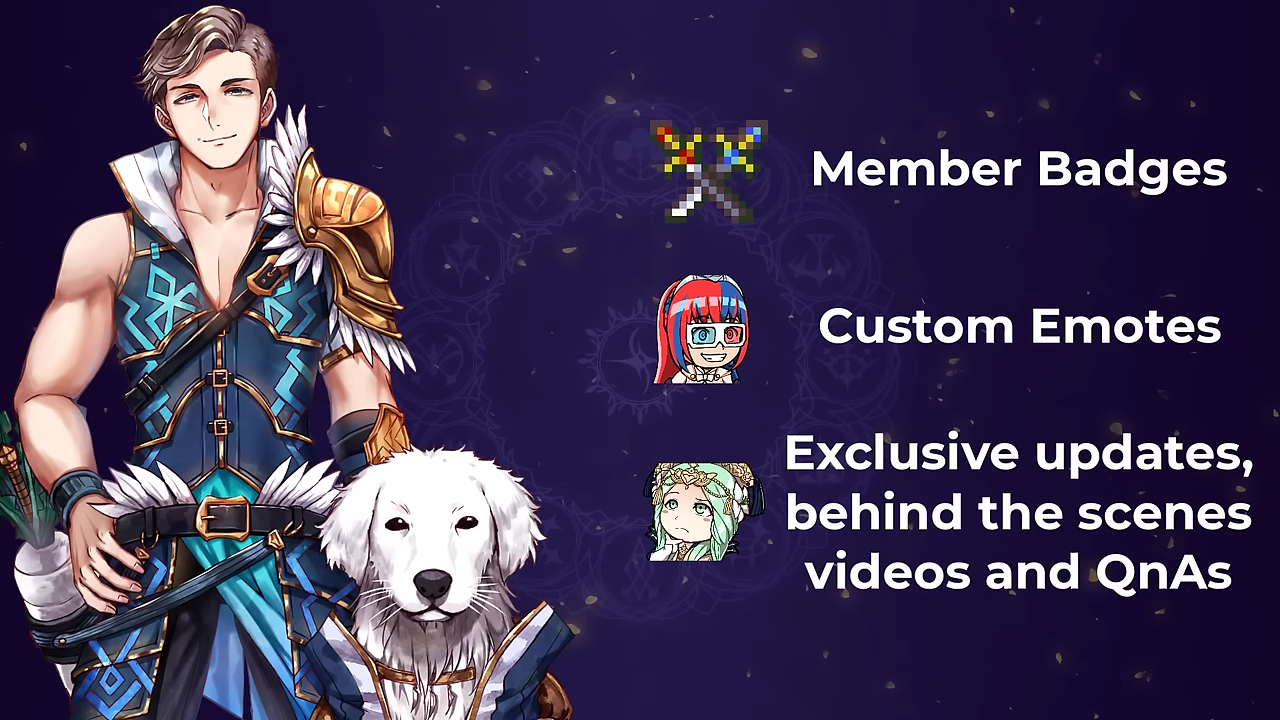 Member Badges
Custom Emotes
Exclusive updates,
behind the scenes
videos and QnAs